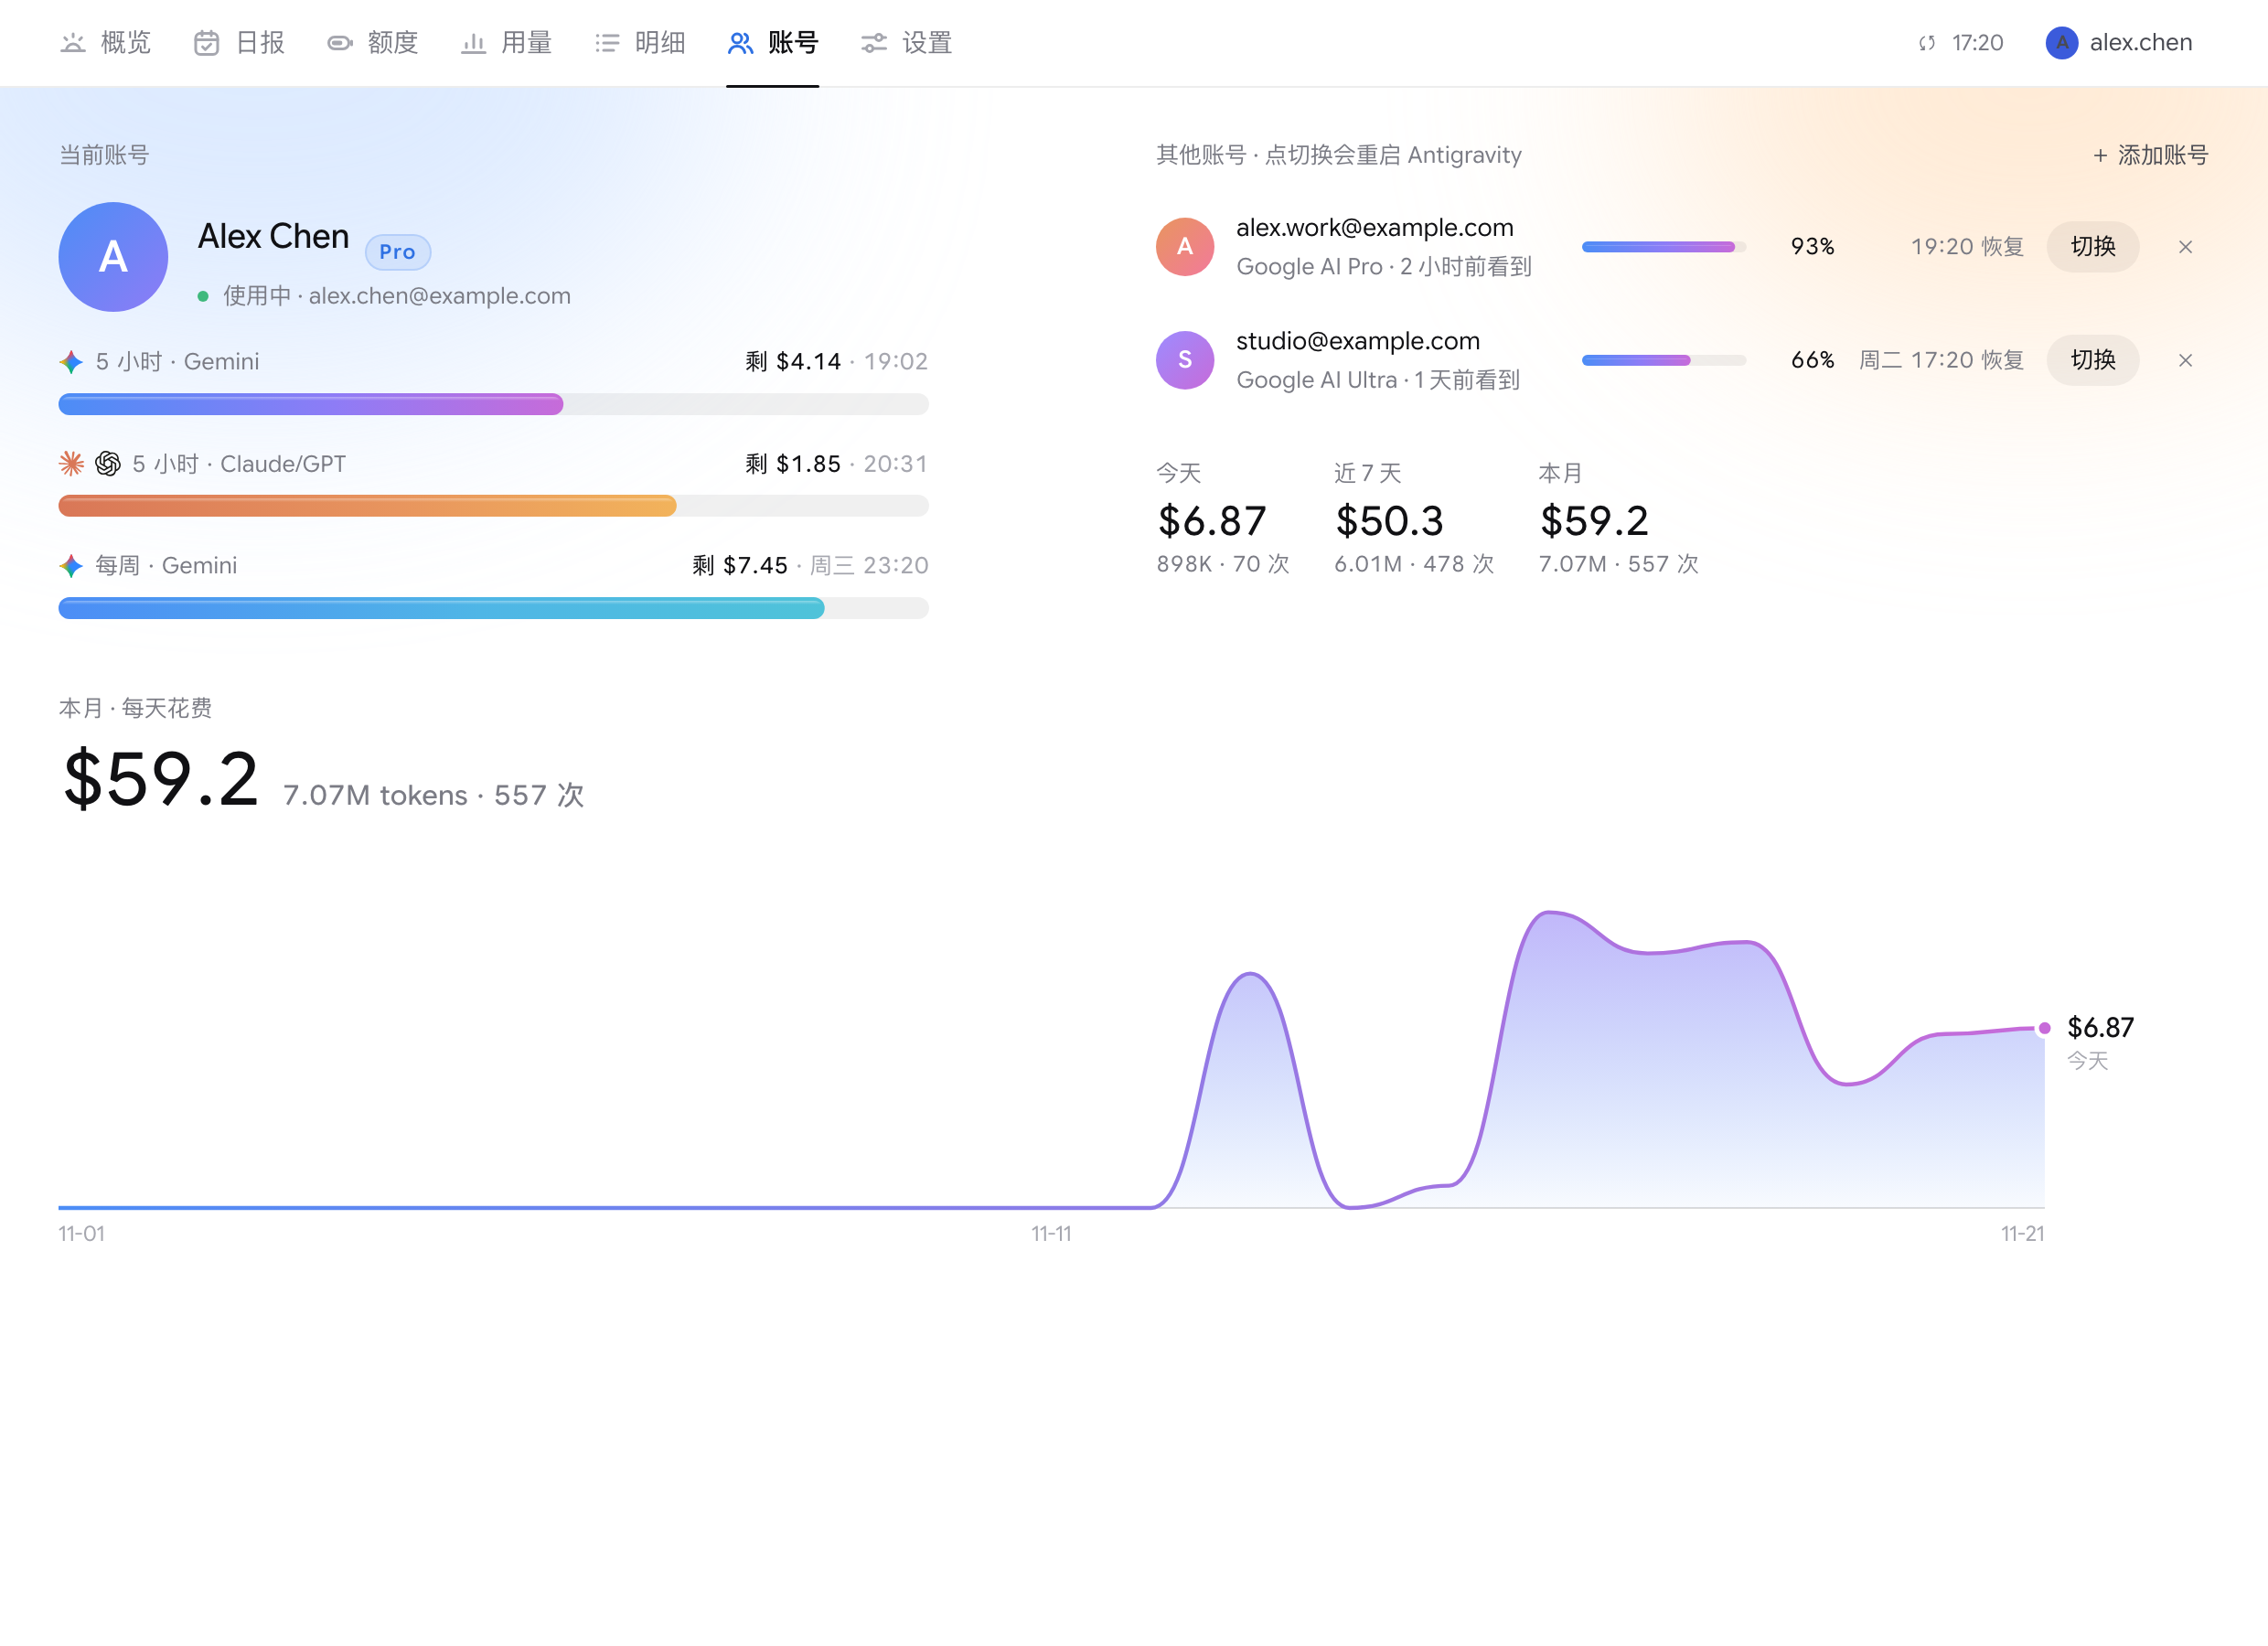 概览 日报 额度 用量 明细 账号 设置 17:20 A alex.chen
当前账号
A
Alex Chen Pro
使用中 · alex.chen@example.com
5 小时 · Gemini 剩 $4.14 · 19:02
5 小时 · Claude/GPT 剩 $1.85 · 20:31
每周 · Gemini 剩 $7.45 · 周三 23:20
其他账号 · 点切换会重启 Antigravity + 添加账号
A
alex.work@example.com
Google AI Pro · 2 小时前看到
93% 19:20 恢复 切换 ×
S
studio@example.com
Google AI Ultra · 1 天前看到
66% 周二 17:20 恢复 切换 ×
今天 近 7 天 本月
$6.87 $50.3 $59.2
898K · 70 次 6.01M · 478 次 7.07M · 557 次
本月 · 每天花费
$59.2 7.07M tokens · 557 次
$6.87
今天
11-01 11-11 11-21